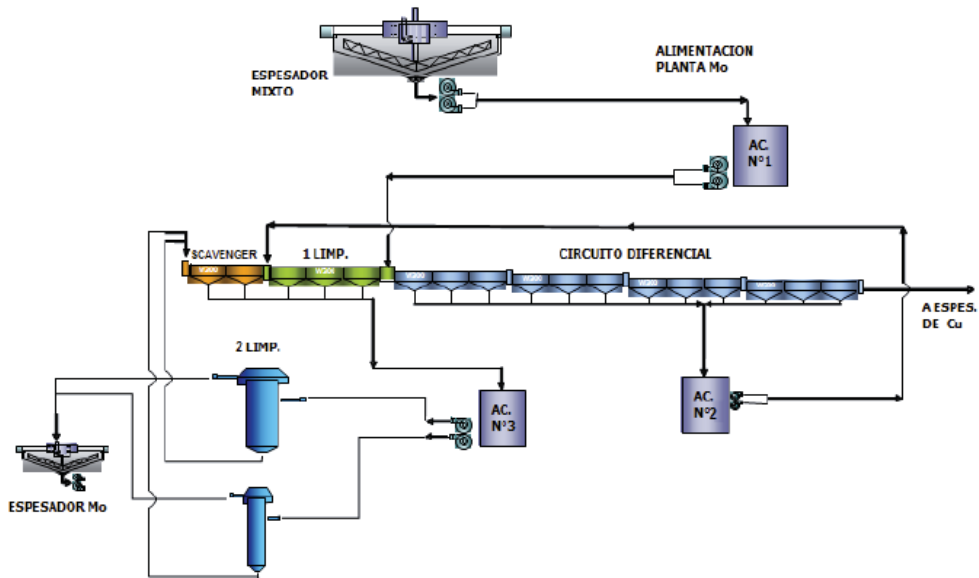 ESPESADOR
MIXTO
ALIMENTACION
PLANTA Mo
AC.
N°1
SCAVENGER
1 LIMP.
CIRCUITO DIFERENCIAL
A ESPES.
DE Cu
2 LIMP.
AC.
N°2
AC.
N°3
ESPESADOR Mo